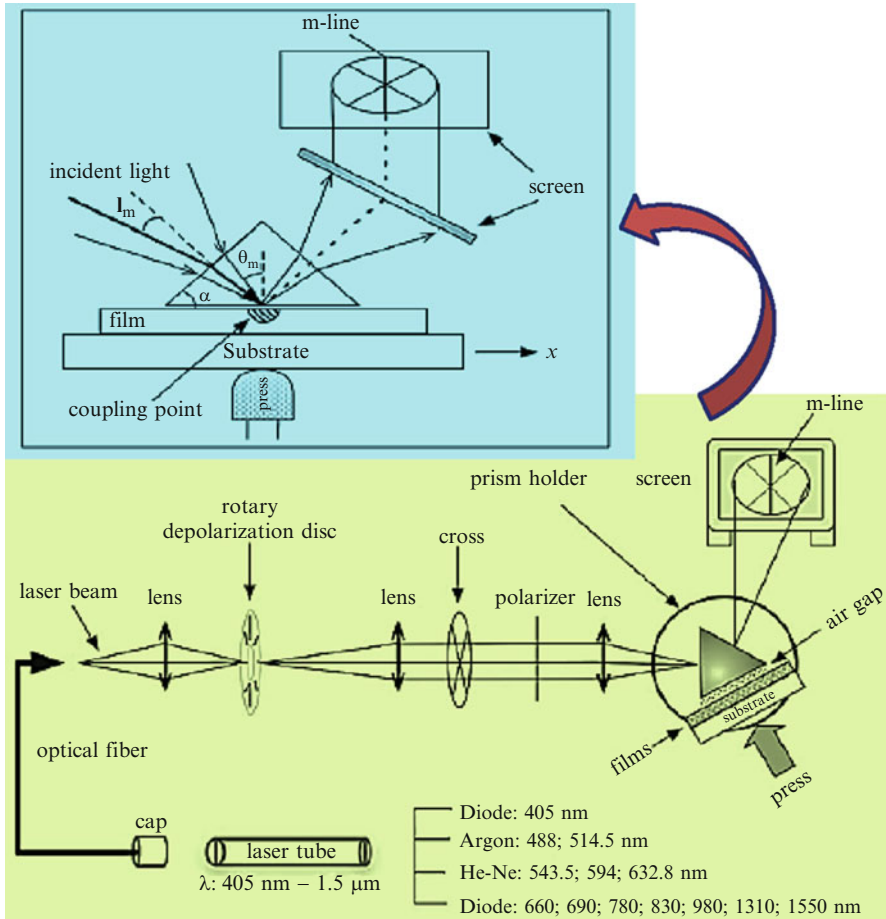 m-line
incident light
lm
θm
α
screen
film
Substrate
x
coupling point
press
m-line
prism holder
screen
rotary
depolarization disc
cross
laser beam
lens
lens
polarizer
lens
air gap
substrate
optical fiber
films
press
cap
laser tube
λ: 405 nm – 1.5 μm
Diode: 405 nm
Argon: 488; 514.5 nm
He-Ne: 543.5; 594; 632.8 nm
Diode: 660; 690; 780; 830; 980; 1310; 1550 nm